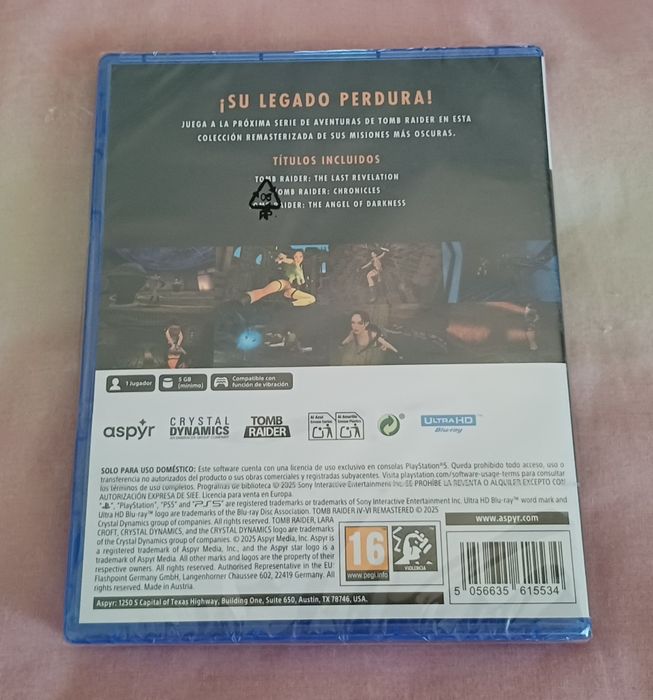 ¡SU LEGADO PERDURA!
JUEGA A LA PRÓXIMA SERIE DE AVENTURAS DE TOMB RAIDER EN ESTA
COLECCIÓN REMASTERIZADA DE SUS MISIONES MÁS OSCURAS.
TÍTULOS INCLUIDOS
TOMB RAIDER: THE LAST REVELATION
TOMB RAIDER: CHRONICLES
RAIDER: THE ANGEL OF DARKNESS
PP
1 Jugador
5 GB
(mínimo)
Compatible con
función de vibración
aspyr
CRYSTAL
DYNAMICS
TOMB
RAIDER
Al Azul
Al Amarillo
ULTRA HD
Blu-ray
SOLO PARA USO DOMÉSTICO: Este software cuenta con una licencia de uso exclusivo en consolas PlayStation®5. Queda prohibido todo acceso, uso o
transferencia no autorizados del producto o sus obras comerciales y registradas subyacentes. Visita playstation.com/software-usage-terms para consultar
los términos de uso completos. Programas de biblioteca © 2025 Sony Interactive Entertainment Inc. SE PROHÍBE LA REVENTA O ALQUILER EXCEPTO CON
AUTORIZACIÓN EXPRESA DE SIEE. Licencia para venta en Europa.
"PlayStation", "PS5" and "PS5" are registered trademarks or trademarks of Sony Interactive Entertainment Inc. Ultra HD Blu-ray™ word mark and
Ultra HD Blu-ray™ logo are trademarks of the Blu-ray Disc Association. TOMB RAIDER IV-VI REMASTERED © 2025
Crystal Dynamics group of companies. All rights reserved. TOMB RAIDER, LARA
CROFT, CRYSTAL DYNAMICS, and the CRYSTAL DYNAMICS logo are trademarks
of the Crystal Dynamics group of companies. © 2025 Aspyr Media, Inc. Aspyr is
a registered trademark of Aspyr Media, Inc., and the Aspyr star logo is a
trademark of Aspyr Media. All other marks and logos are the property of their
respective owners. All rights reserved. Authorised Representative in the EU:
Flashpoint Germany GmbH, Langenhorner Chaussee 602, 22419 Germany. All
rights reserved. Made in Austria.
Aspyr: 1250 S Capital of Texas Highway, Building One, Suite 650, Austin, TX 78746, USA.
16
www.pegi.info
VIOLENCIA
www.aspyr.com
5 056635 615534